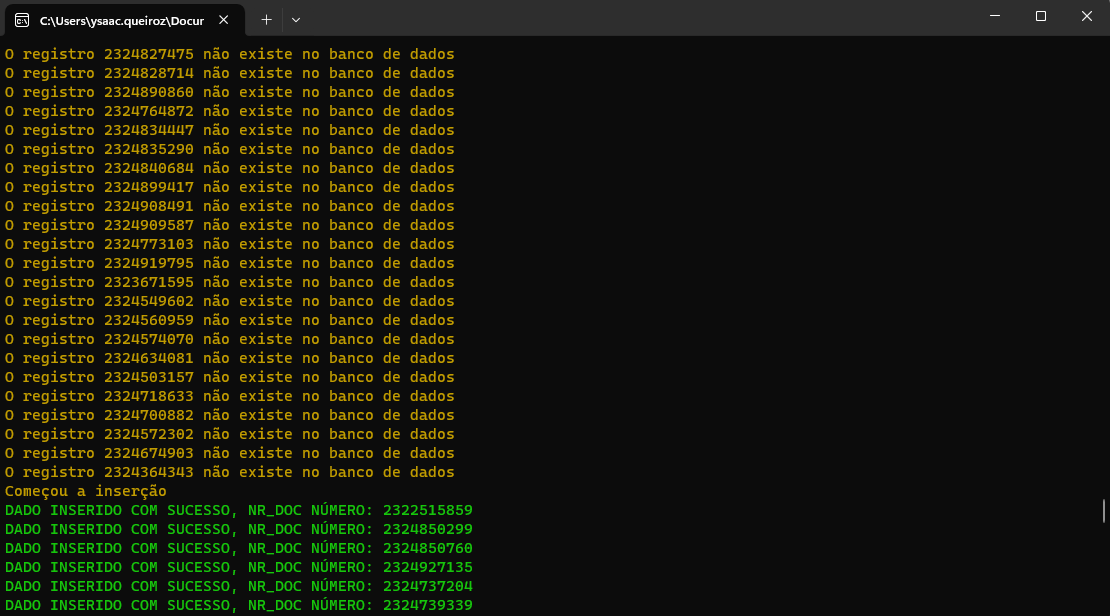 C:\Users\ysaac.queiroz\Docur
O registro 2324827475 não existe no banco de dados
O registro 2324828714 não existe no banco de dados
O registro 2324890860 não existe no banco de dados
O registro 2324764872 não existe no banco de dados
O registro 2324834447 não existe no banco de dados
O registro 2324835290 não existe no banco de dados
O registro 2324840684 não existe no banco de dados
O registro 2324899417 não existe no banco de dados
O registro 2324908491 não existe no banco de dados
O registro 2324909587 não existe no banco de dados
O registro 2324773103 não existe no banco de dados
O registro 2324919795 não existe no banco de dados
O registro 2323671595 não existe no banco de dados
O registro 2324549602 não existe no banco de dados
O registro 2324560959 não existe no banco de dados
O registro 2324574070 não existe no banco de dados
O registro 2324634081 não existe no banco de dados
O registro 2324503157 não existe no banco de dados
O registro 2324718633 não existe no banco de dados
O registro 2324700882 não existe no banco de dados
O registro 2324572302 não existe no banco de dados
O registro 2324674903 não existe no banco de dados
O registro 2324364343 não existe no banco de dados
Começou a inserção
DADO INSERIDO COM SUCESSO, NR_DOC NÚMERO: 2322515859
DADO INSERIDO COM SUCESSO, NR_DOC NÚMERO: 2324850299
DADO INSERIDO COM SUCESSO, NR_DOC NÚMERO: 2324850760
DADO INSERIDO COM SUCESSO, NR_DOC NÚMERO: 2324927135
DADO INSERIDO COM SUCESSO, NR_DOC NÚMERO: 2324737204
DADO INSERIDO COM SUCESSO, NR_DOC NÚMERO: 2324739339